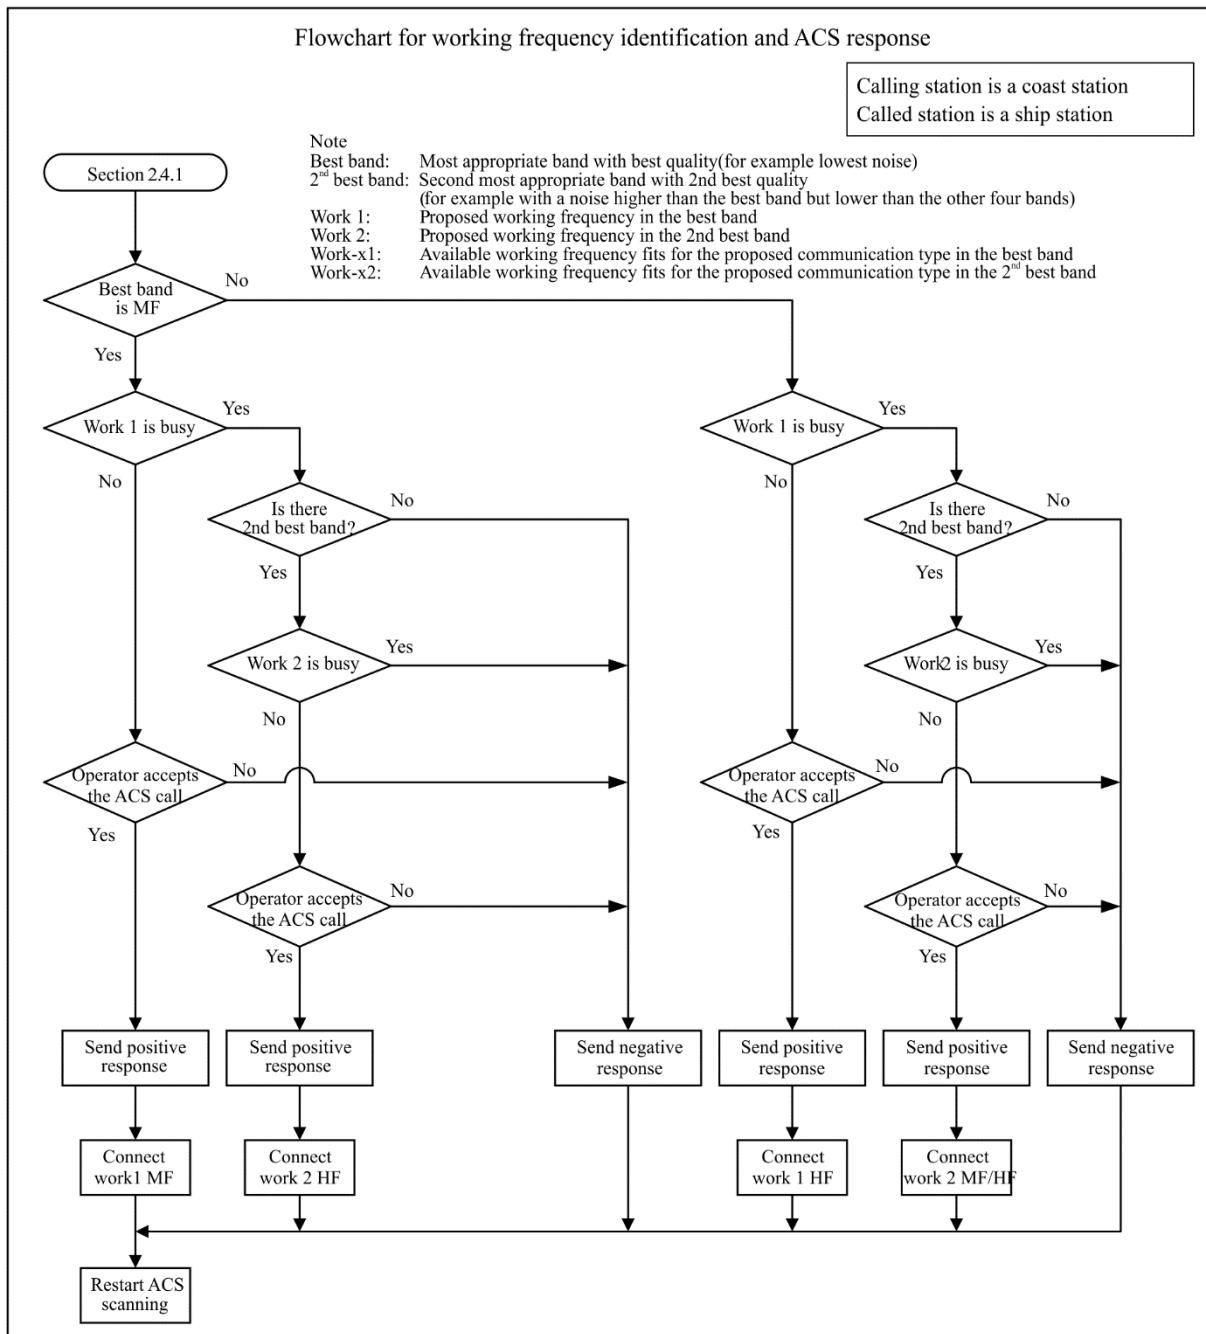 Flowchart for working frequency identification and ACS response
Calling station is a coast station
Called station is a ship station
Note
Best band: Most appropriate band with best quality(for example lowest noise)
2nd best band: Second most appropriate band with 2nd best quality
(for example with a noise higher than the best band but lower than the other four bands)
Work 1: Proposed working frequency in the best band
Work 2: Proposed working frequency in the 2nd best band
Work-x1: Available working frequency fits for the proposed communication type in the best band
Work-x2: Available working frequency fits for the proposed communication type in the 2nd best band
Section 2.4.1
Best band
is MF
No
Yes
Work 1 is busy
Yes
No
Is there
2nd best band?
No
Yes
Work 2 is busy
Yes
No
Operator accepts
the ACS call
No
Yes
Operator accepts
the ACS call
No
Yes
Work 1 is busy
Yes
No
Is there
2nd best band?
No
Yes
Work2 is busy
Yes
No
Operator accepts
the ACS call
No
Yes
Operator accepts
the ACS call
No
Yes
Send positive
response
Send positive
response
Send negative
response
Send positive
response
Send positive
response
Send negative
response
Connect
work1 MF
Connect
work 2 HF
Connect
work 1 HF
Connect
work 2 MF/HF
Restart ACS
scanning